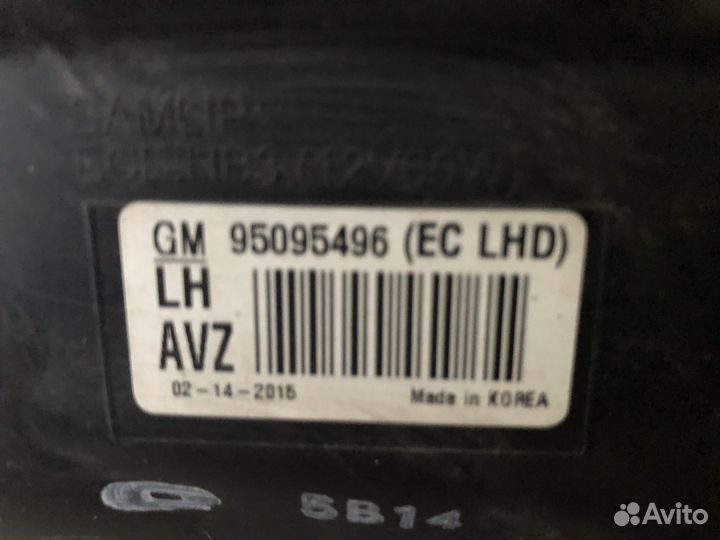 GM 95095496 (EC LHD)
LH
AVZ
02-14-2015 Made in KOREA
5B14
Avito